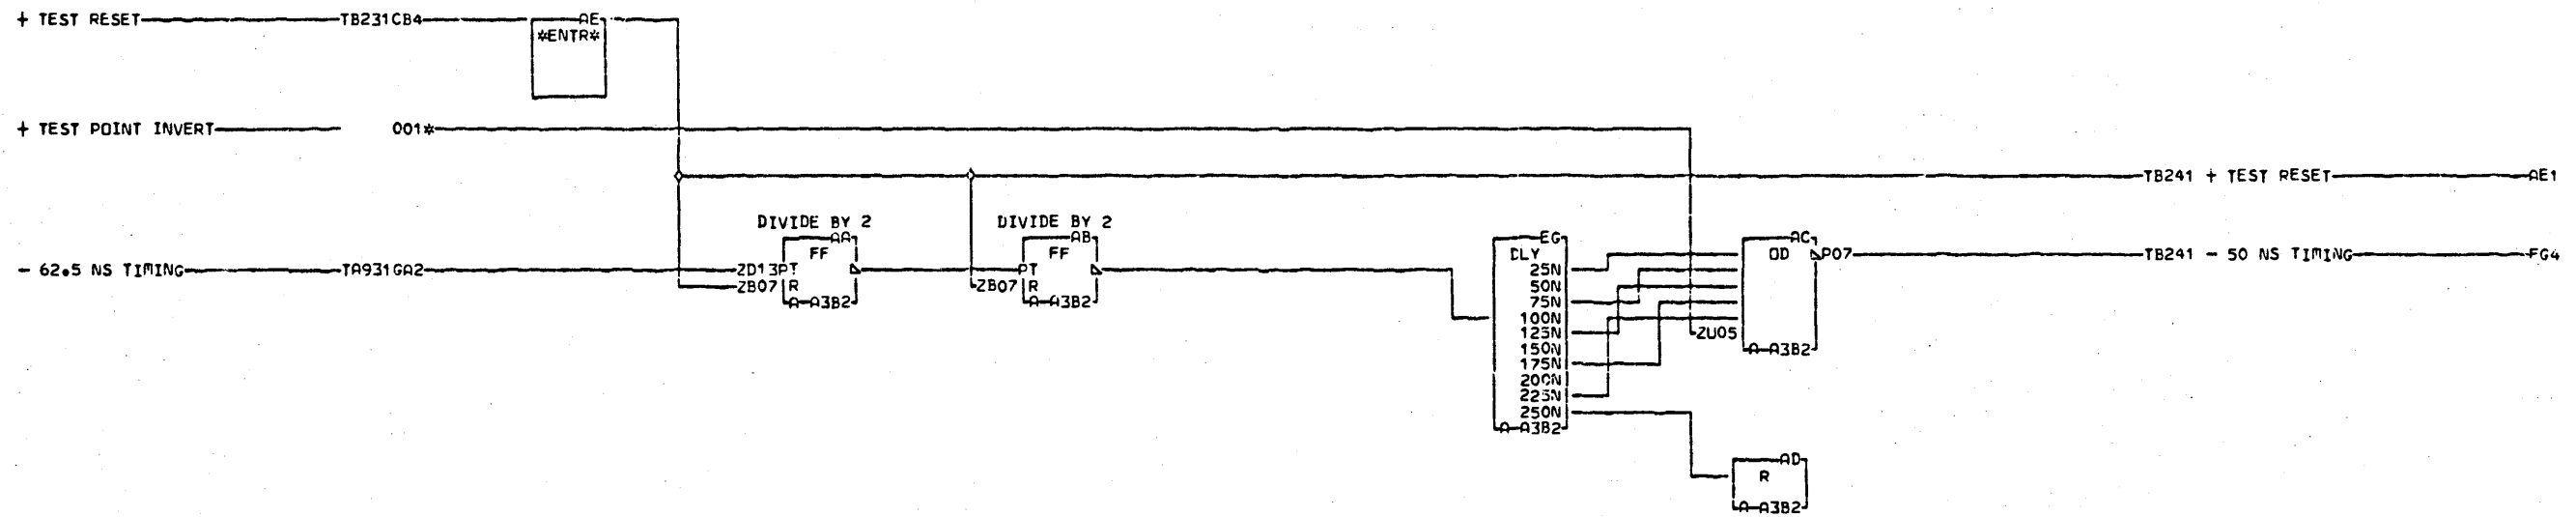 + TEST RESET TB231CB4 AE
*ENTR*
+ TEST POINT INVERT 001*
TB241 + TEST RESET AE1
DIVIDE BY 2 DIVIDE BY 2
AA AB EG AC
FF FF DLY OD P07 TB241 - 50 NS TIMING FG4
- 62.5 NS TIMING TA931GA2 ZD13 PT PT 25N
ZB07 R ZB07 R 50N
A-A3B2 A-A3B2 75N
100N
125N ZU05
150N A-A3B2
175N
200N
225N
250N
A-A3B2
AD
R
A-A3B2